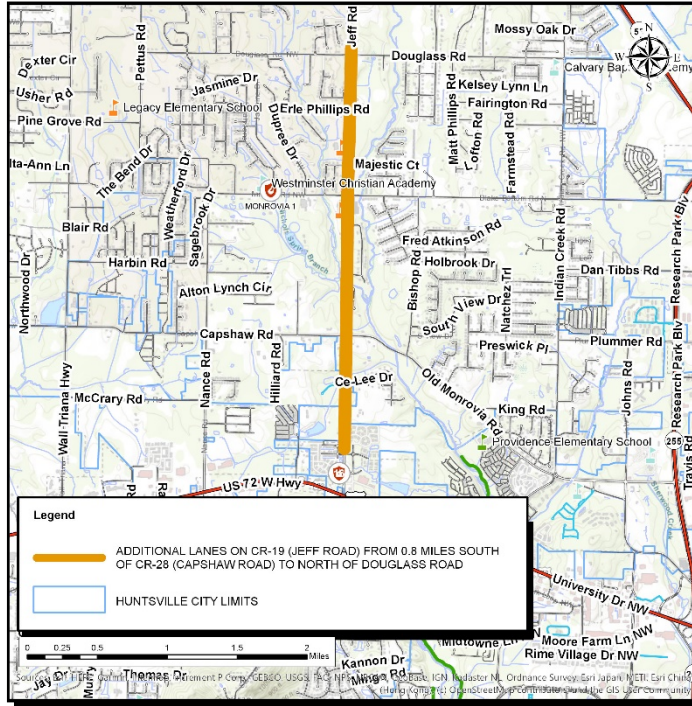 Mossy Oak Dr
Jeff Rd
N
W
E
S
Dexter Cir
Pettus Rd
Douglass Rd
Calvary Bap
Usher Rd
Jasmine Dr
Kelsey Lynn Ln
Legacy Elementary School
Erle Phillips Rd
Fairington Rd
Pine Grove Rd
Dupree Dr
Matt Phillips Rd
Lofton Rd
Farmstead Rd
lta-Ann Ln
The Bend Dr
Majestic Ct
Weatherford Dr
Westminster Christian Academy
MONROVIA 1
Sagebrook Dr
Blair Rd
Fred Atkinson Rd
Research Park Blvd
Northwood Dr
Harbin Rd
Bishop Rd
Holbrook Dr
Indian Creek Rd
Dan Tibbs Rd
Alton Lynch Cir
South View Dr
Natchez Trl
Capshaw Rd
Preswick Pl
Plummer Rd
Wall-Triana Hwy
Nance Rd
Hilliard Rd
Ce-Lee Dr
Old Monrovia Rd
Johns Rd
Research Park Blvd
McCrary Rd
King Rd
Providence Elementary School
255
Travis Rd
US 72 W Hwy
Legend
ADDITIONAL LANES ON CR-19 (JEFF ROAD) FROM 0.8 MILES SOUTH
OF CR-28 (CAPSHAW ROAD) TO NORTH OF DOUGLASS ROAD
HUNTSVILLE CITY LIMITS
University Dr NW
0 0.25 0.5 1 1.5 2
Miles
Moore Farm Ln NW
Rime Village Dr NW
Kannon Dr
Thomas Dr